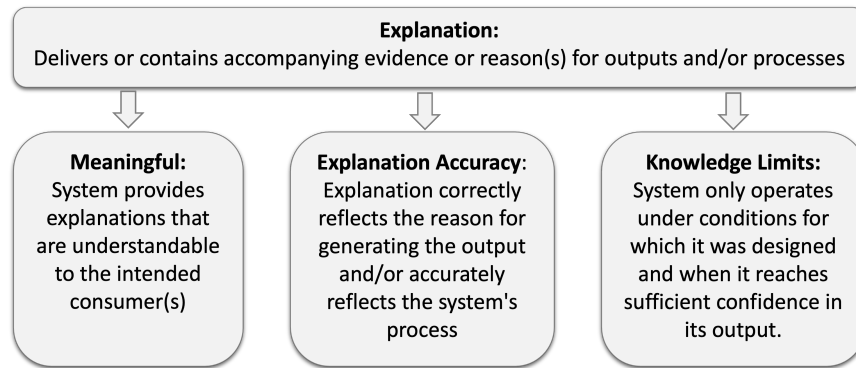 Explanation:
Delivers or contains accompanying evidence or reason(s) for outputs and/or processes
Meaningful:
System provides
explanations that
are understandable
to the intended
consumer(s)
Explanation Accuracy:
Explanation correctly
reflects the reason for
generating the output
and/or accurately
reflects the system's
process
Knowledge Limits:
System only operates
under conditions for
which it was designed
and when it reaches
sufficient confidence in
its output.